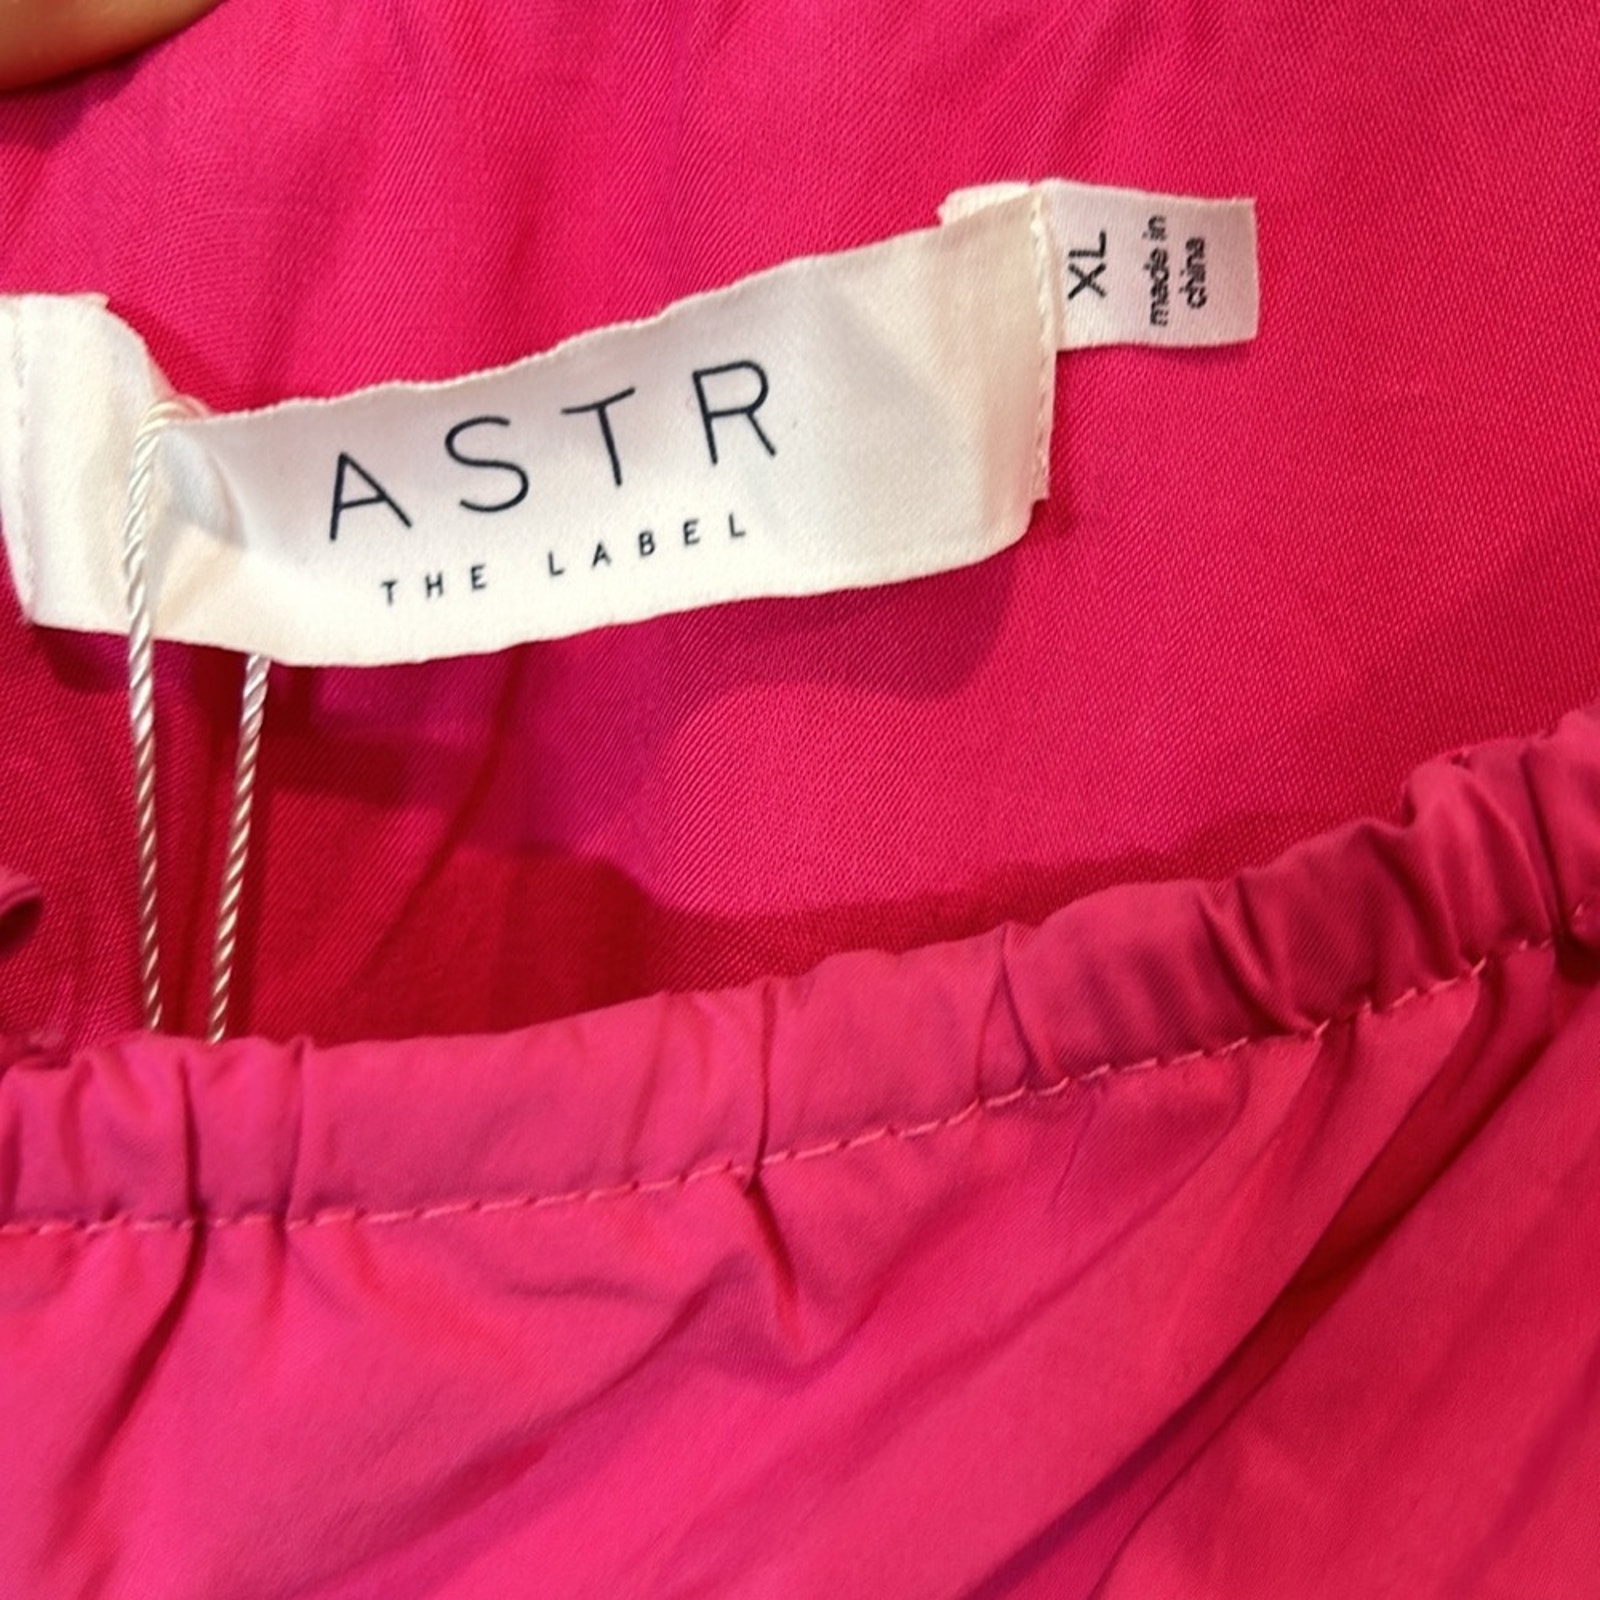 ASTR
THE LABEL
XL
made in
china